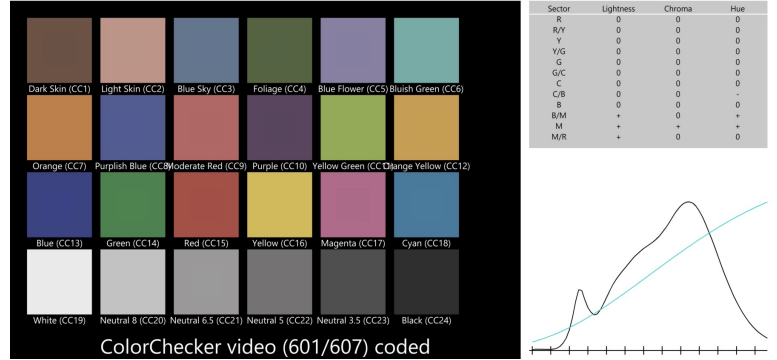 Dark Skin (CC1) Light Skin (CC2) Blue Sky (CC3) Foliage (CC4) Blue Flower (CC5) Bluish Green (CC6)
Orange (CC7) Purplish Blue (CC8) Moderate Red (CC9) Purple (CC10) Yellow Green (CC11) Orange Yellow (CC12)
Blue (CC13) Green (CC14) Red (CC15) Yellow (CC16) Magenta (CC17) Cyan (CC18)
White (CC19) Neutral 8 (CC20) Neutral 6.5 (CC21) Neutral 5 (CC22) Neutral 3.5 (CC23) Black (CC24)
ColorChecker video (601/607) coded
Sector Lightness Chroma Hue
R 0 0 0
R/Y 0 0 0
Y 0 0 0
Y/G 0 0 0
G 0 0 0
G/C 0 0 0
C 0 0 0
C/B 0 0 -
B 0 0 0
B/M + 0 +
M + + +
M/R + 0 0